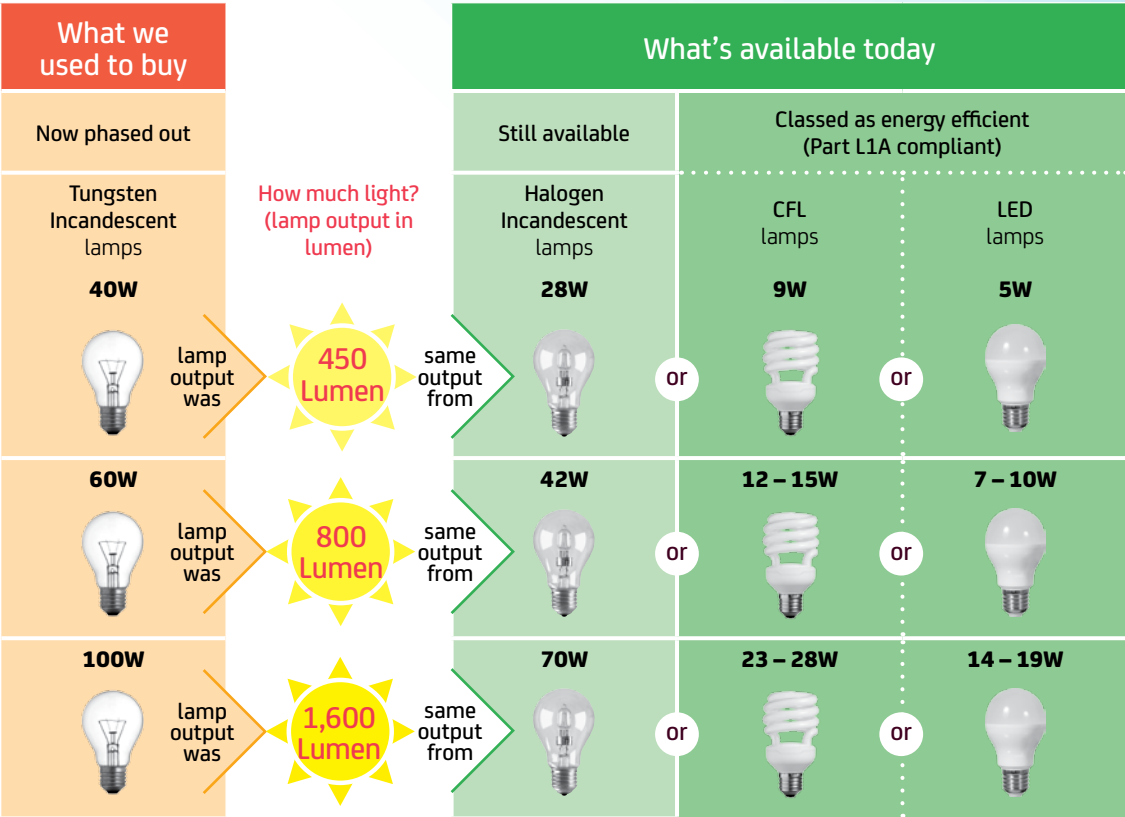 What we
used to buy
What's available today
Now phased out
Still available
Classed as energy efficient
(Part L1A compliant)
Tungsten
Incandescent
lamps
How much light?
(lamp output in
lumen)
Halogen
Incandescent
lamps
CFL
lamps
LED
lamps
40W
28W
9W
5W
lamp
output
was
450
Lumen
same
output
from
or
or
60W
42W
12 – 15W
7 – 10W
lamp
output
was
800
Lumen
same
output
from
or
or
100W
70W
23 – 28W
14 – 19W
lamp
output
was
1,600
Lumen
same
output
from
or
or